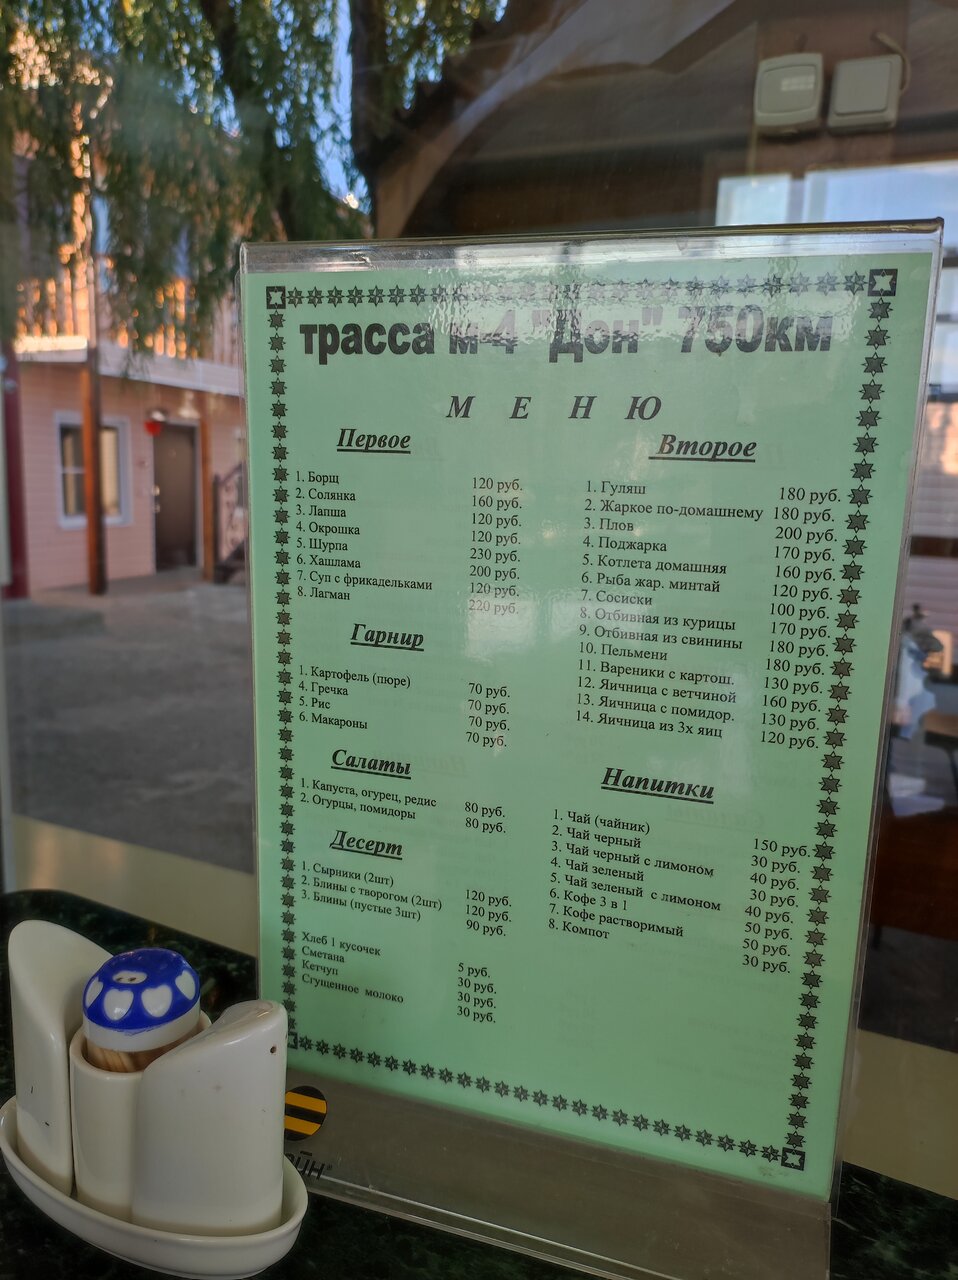 трасса м-4 "Дон" 750км
МЕНЮ
Первое
1. Борщ 120 руб.
2. Солянка 160 руб.
3. Лапша 120 руб.
4. Окрошка 120 руб.
5. Шурпа 230 руб.
6. Хашлама 200 руб.
7. Суп с фрикадельками 120 руб.
8. Лагман 220 руб.
Гарнир
1. Картофель (пюре) 70 руб.
4. Гречка 70 руб.
5. Рис 70 руб.
6. Макароны 70 руб.
Салаты
1. Капуста, огурец, редис 80 руб.
2. Огурцы, помидоры 80 руб.
Десерт
1. Сырники (2шт) 120 руб.
2. Блины с творогом (2шт) 120 руб.
3. Блины (пустые 3шт) 90 руб.
Хлеб 1 кусочек 5 руб.
Сметана 30 руб.
Кетчуп 30 руб.
Сгущенное молоко 30 руб.
Второе
1. Гуляш 180 руб.
2. Жаркое по-домашнему 180 руб.
3. Плов 200 руб.
4. Поджарка 170 руб.
5. Котлета домашняя 160 руб.
6. Рыба жар. минтай 120 руб.
7. Сосиски 100 руб.
8. Отбивная из курицы 170 руб.
9. Отбивная из свинины 180 руб.
10. Пельмени 180 руб.
11. Вареники с картош. 130 руб.
12. Яичница с ветчиной 160 руб.
13. Яичница с помидор. 130 руб.
14. Яичница из 3х яиц 120 руб.
Напитки
1. Чай (чайник) 150 руб.
2. Чай черный 30 руб.
3. Чай черный с лимоном 40 руб.
4. Чай зеленый 30 руб.
5. Чай зеленый с лимоном 40 руб.
6. Кофе 3 в 1 50 руб.
7. Кофе растворимый 50 руб.
8. Компот 30 руб.